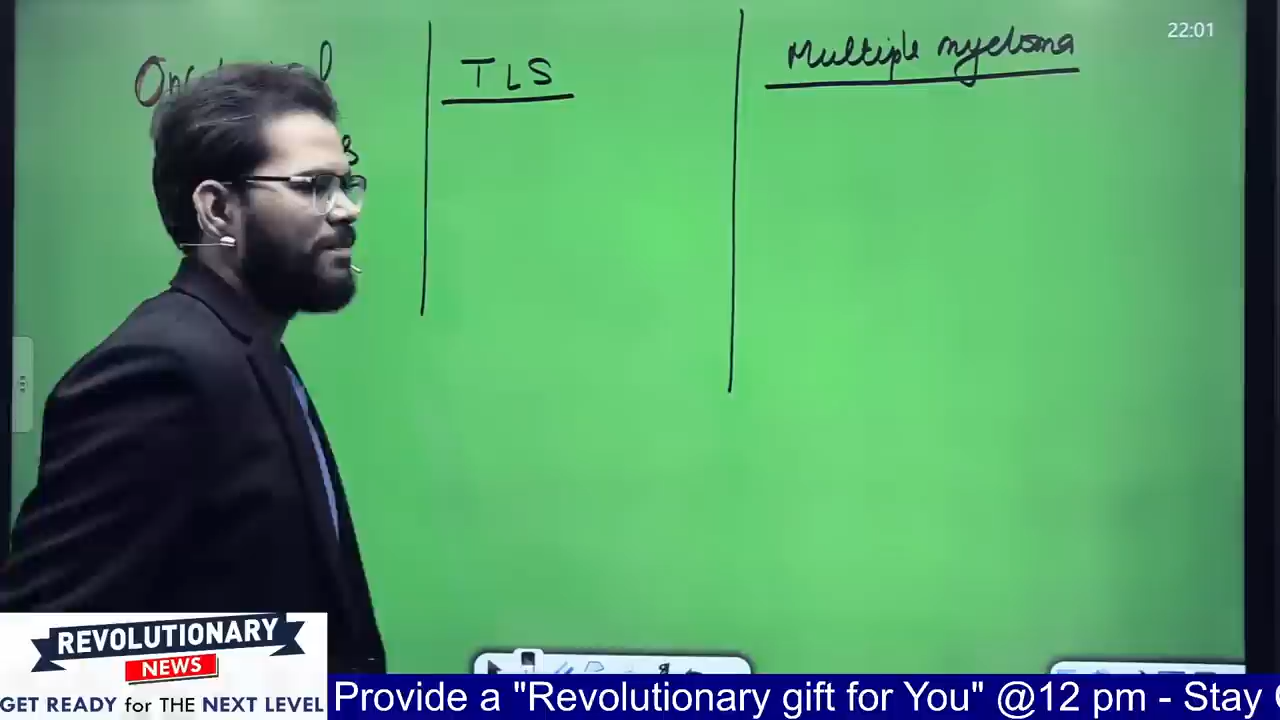 22:01
TLS
Multiple myeloma
REVOLUTIONARY
NEWS
GET READY for THE NEXT LEVEL
Provide a "Revolutionary gift for You" @12 pm - Stay